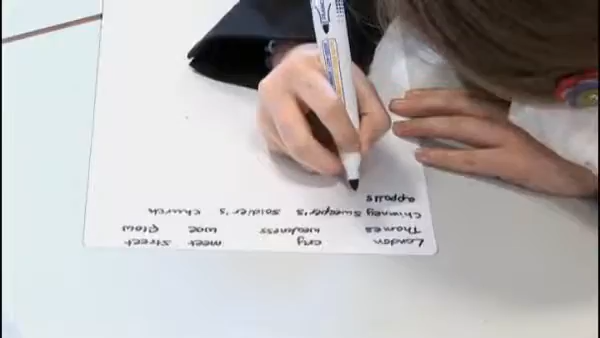 London cry meet street
Thames weakness woe flow
Chimney Sweeper's soldier's church
appalls